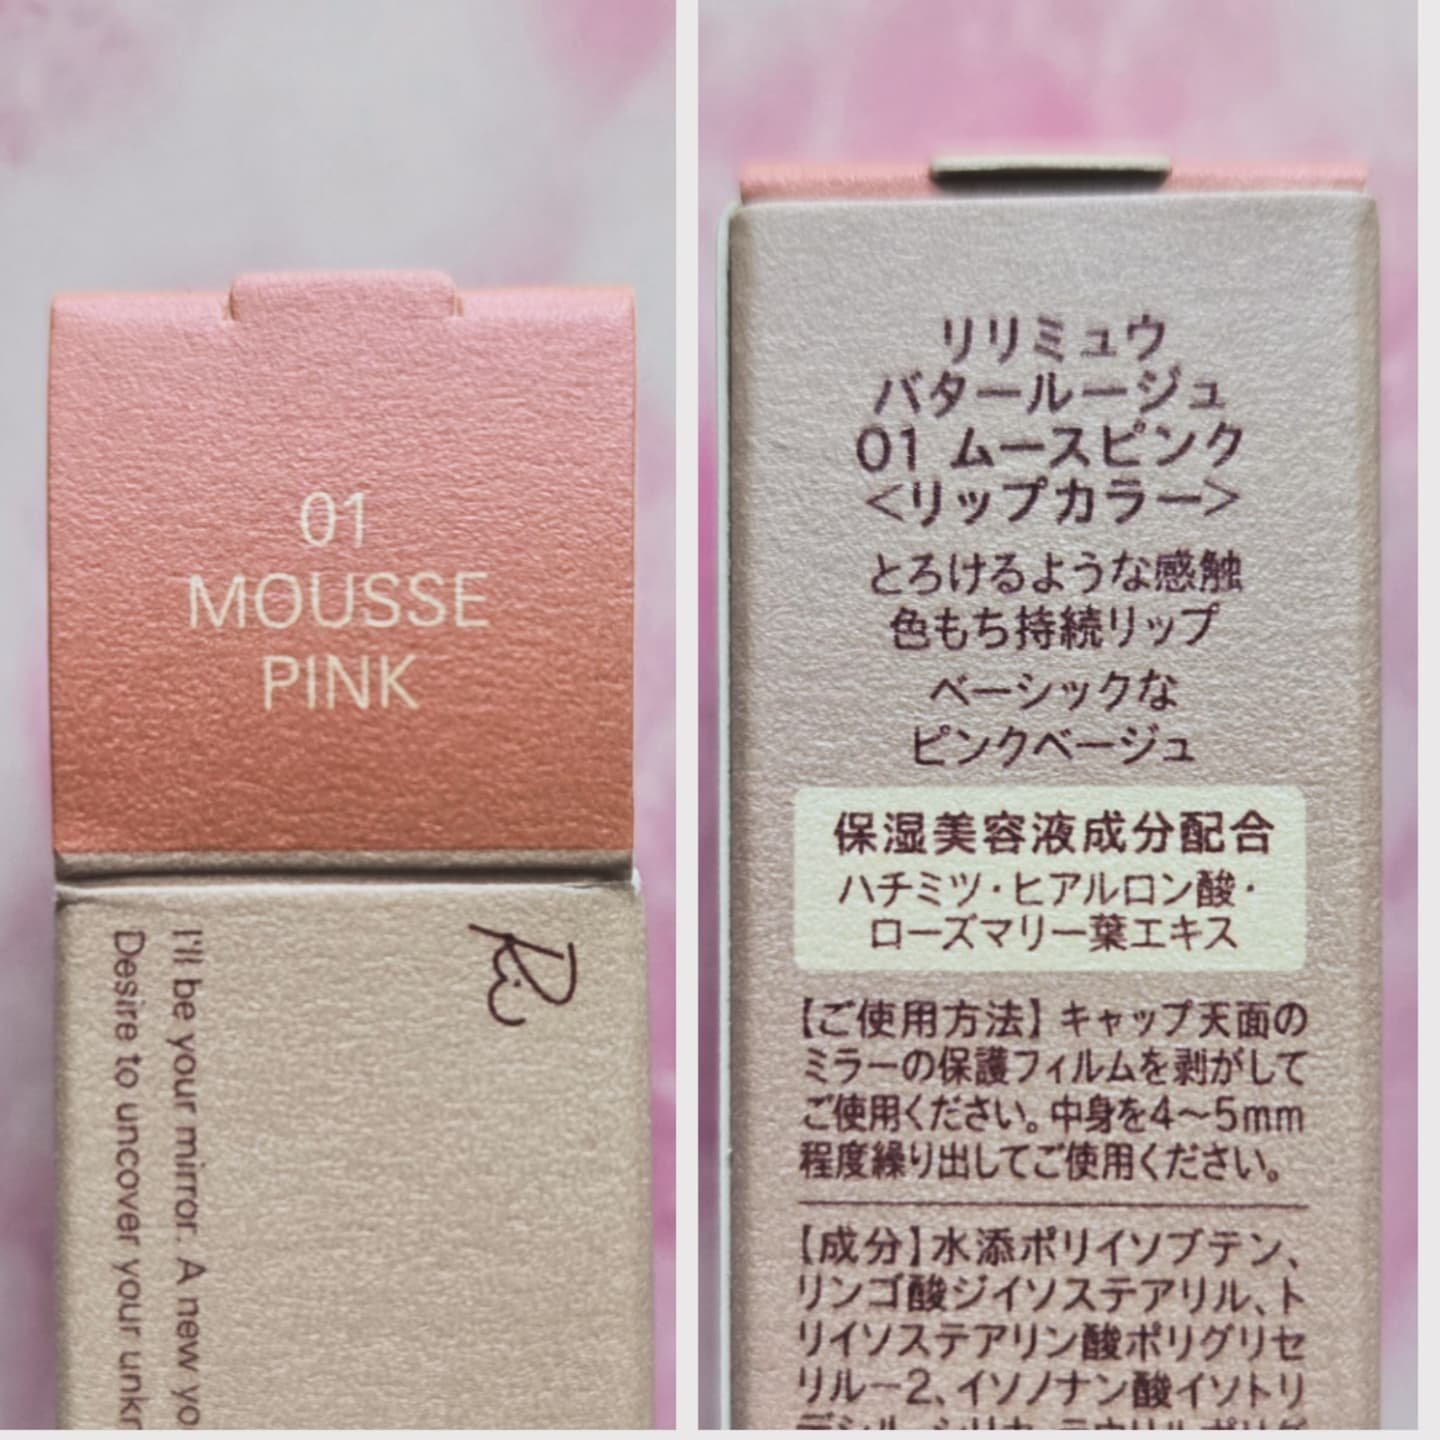 01
MOUSSE
PINK
I'll be your mirror. A new yo
Desire to uncover your unkr
リリミュウ
バタールージュ
01 ムースピンク
<リップカラー>
とろけるような感触
色もち持続リップ
ベーシックな
ピンクベージュ
保湿美容液成分配合
ハチミツ・ヒアルロン酸・
ローズマリー葉エキス
【ご使用方法】キャップ天面の
ミラーの保護フィルムを剥がして
ご使用ください。中身を4〜5mm
程度繰り出してご使用ください。
【成分】水添ポリイソブテン、
リンゴ酸ジイソステアリル、ト
リイソステアリン酸ポリグリセ
リル−2、イソノナン酸イソトリ